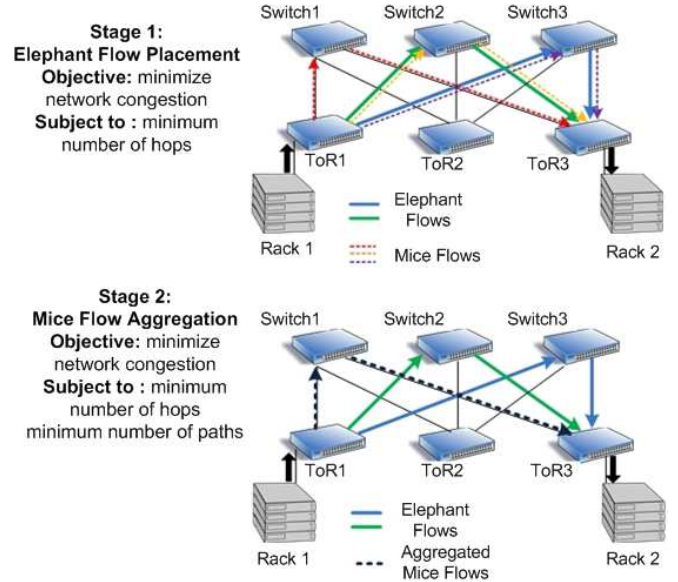 Stage 1:
Elephant Flow Placement
Objective: minimize
network congestion
Subject to : minimum
number of hops
Switch1 Switch2 Switch3
ToR1 ToR2 ToR3
Rack 1 Rack 2
Elephant
Flows
Mice Flows
Stage 2:
Mice Flow Aggregation
Objective: minimize
network congestion
Subject to : minimum
number of hops
minimum number of paths
Switch1 Switch2 Switch3
ToR1 ToR2 ToR3
Rack 1 Rack 2
Elephant
Flows
Aggregated
Mice Flows